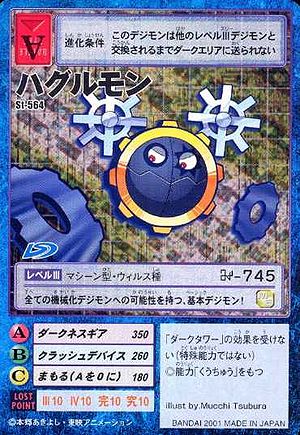 A
進化条件
このデジモンは他のレベルⅢデジモンと
交換されるまでダークエリアに送られない
ハグルモン
St-564
レベルⅢ マシーン型・ウィルス種
-745
全ての機械化デジモンへの可能性を持つ、基本デジモン!
A ダークネスギア 350
B クラッシュデバイス 260
C まもる(Aを0に) 180
「ダークタワー」の効果を受けな
い(特殊能力ではない)
◎能力「くうちゅう」をもつ
LOST POINT Ⅲ10 Ⅳ10 完10 究10
illust by.Mucchi Tsubura
©本郷あきよし・東映アニメーション
BANDAI 2001 MADE IN JAPAN